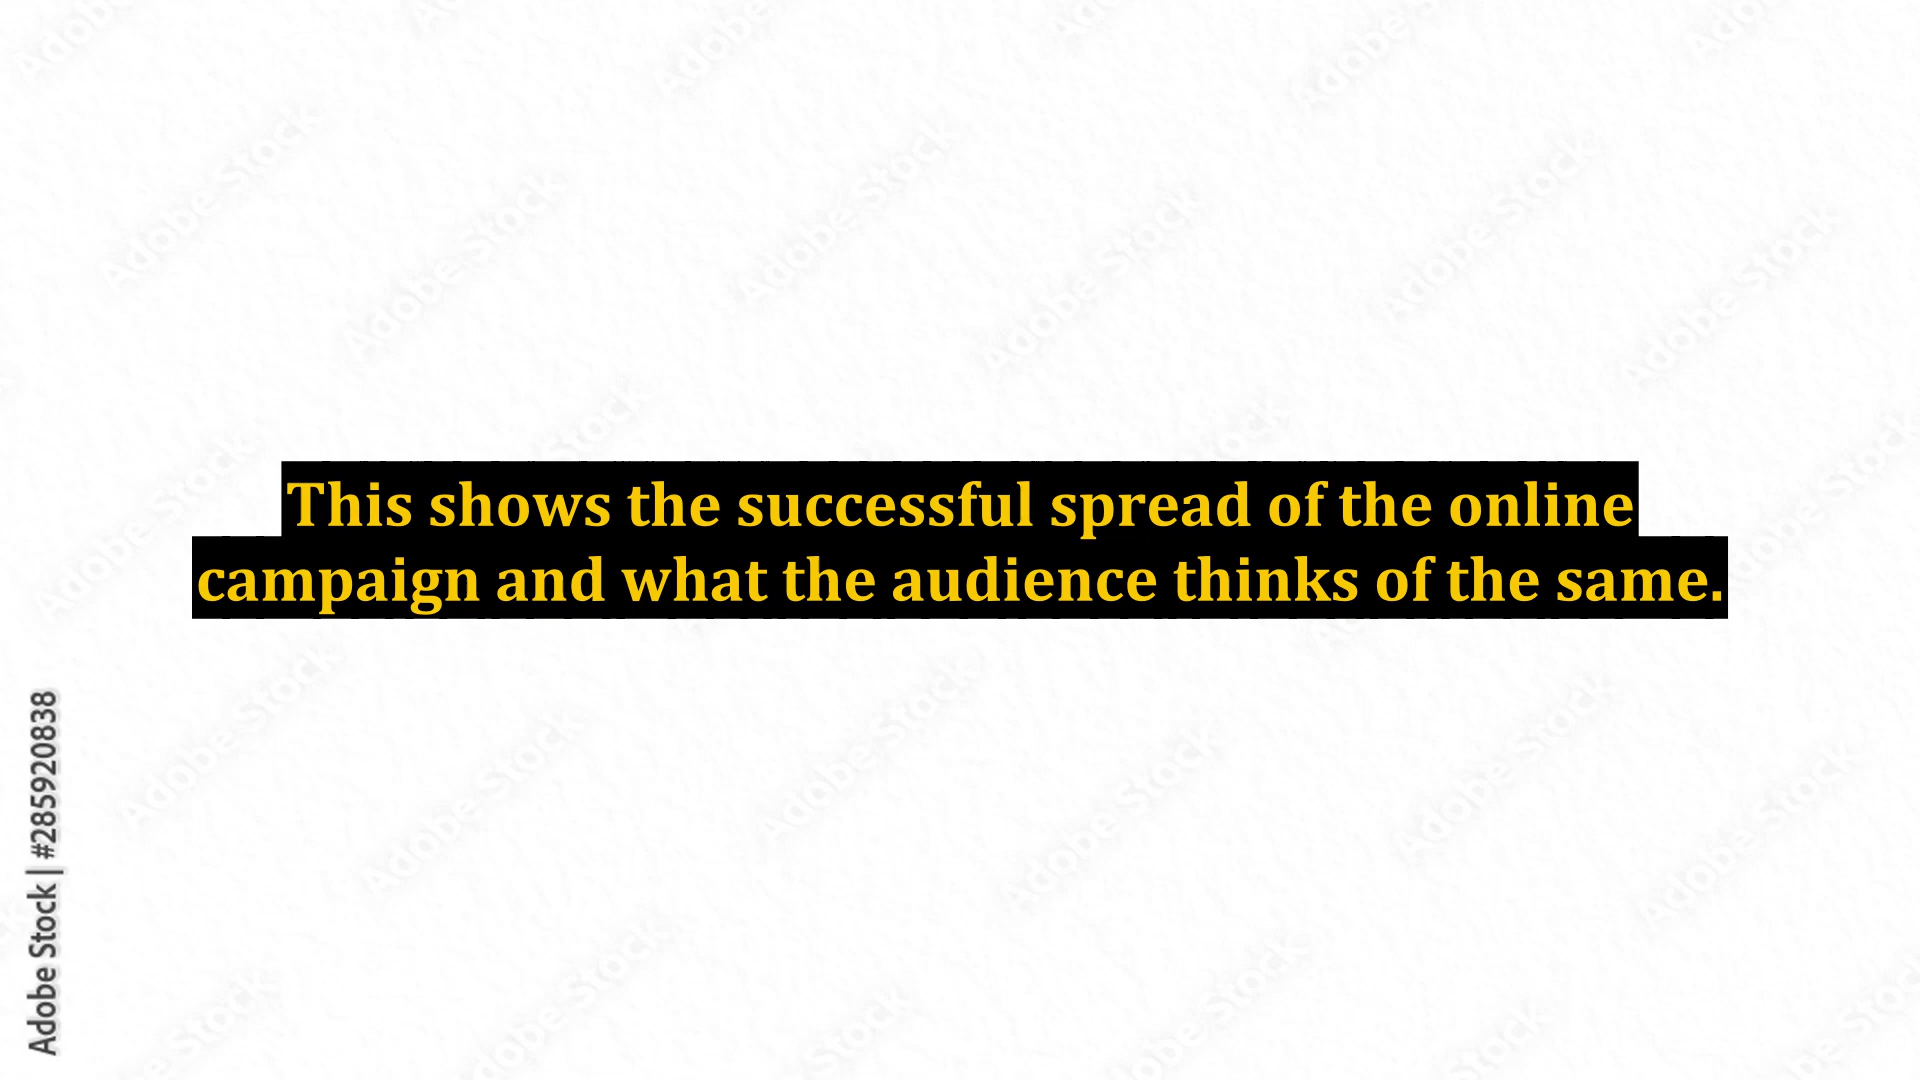 This shows the successful spread of the online
campaign and what the audience thinks of the same.
Adobe Stock | #285920838